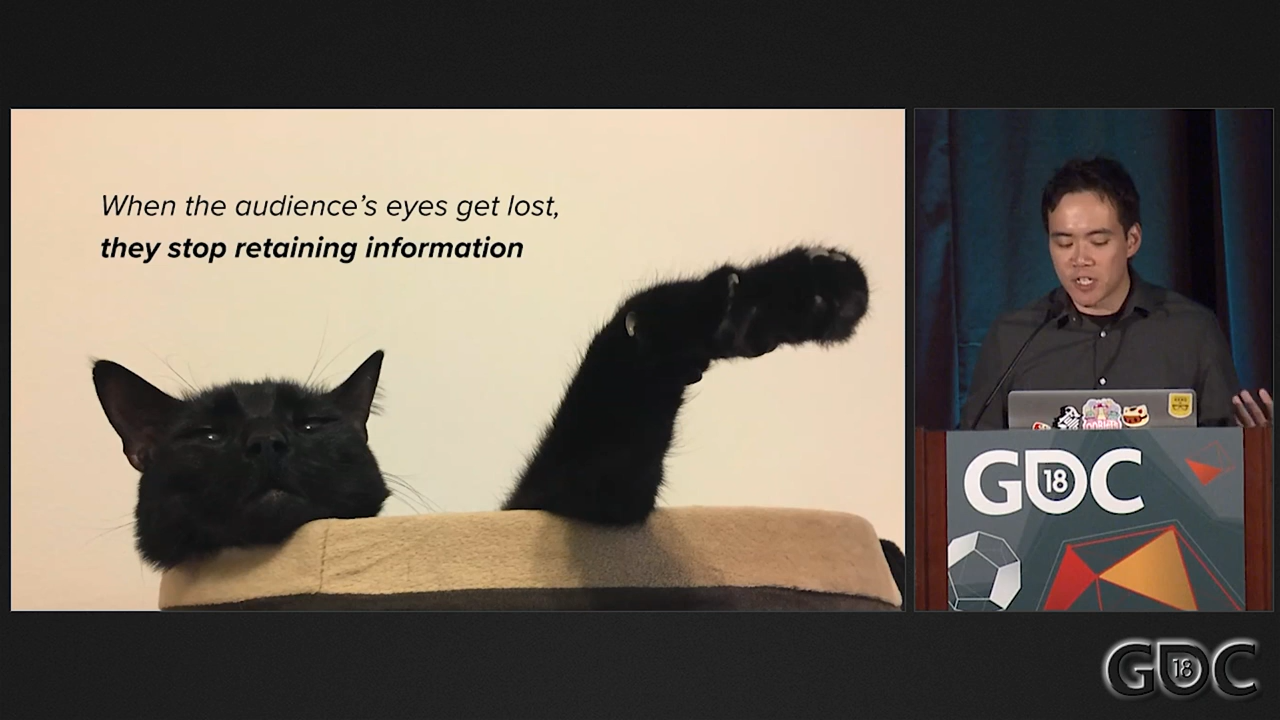 When the audience’s eyes get lost,
they stop retaining information
GDC 18
GDC 18